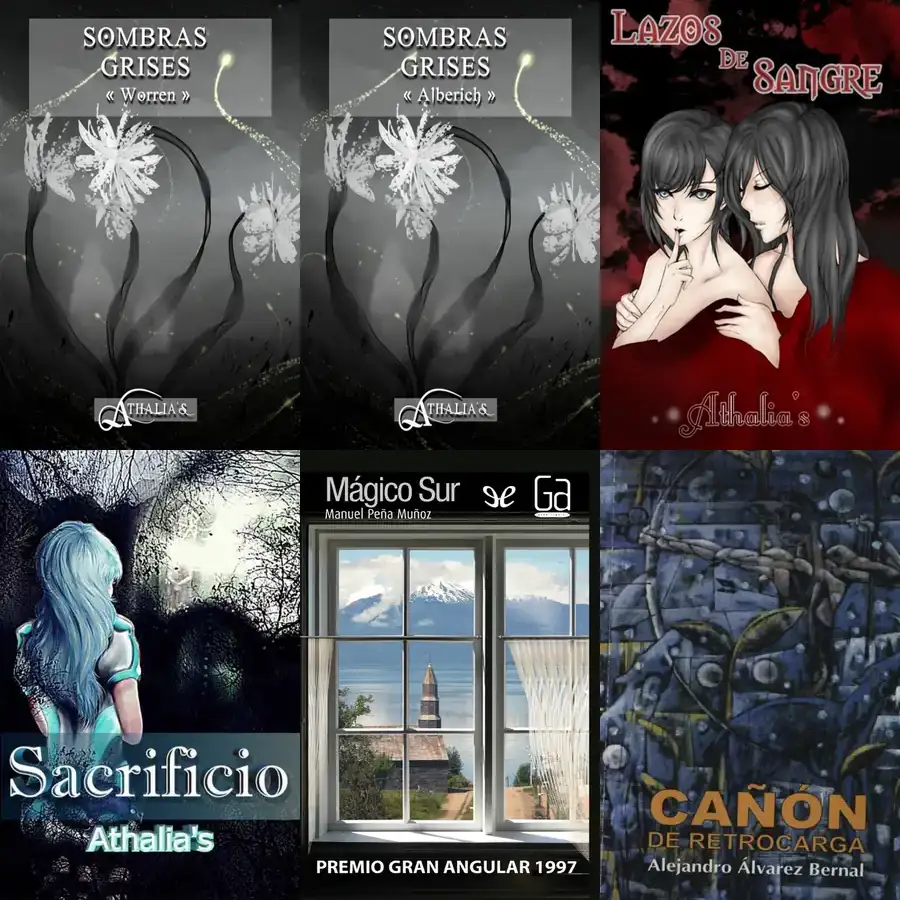 SOMBRAS
GRISES
« Worren »
ATHALIA'S
SOMBRAS
GRISES
« Alberich »
ATHALIA'S
LAZOS
DE
SANGRE
Athalia's
Sacrificio
Athalia's
Mágico Sur
Manuel Peña Muñoz
Ga
PREMIO GRAN ANGULAR 1997
CAÑÓN
DE RETROCARGA
Alejandro Álvarez Bernal